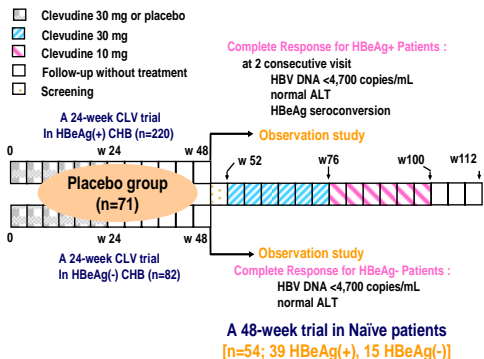 Clevudine 30 mg or placebo
Clevudine 30 mg
Clevudine 10 mg
Follow-up without treatment
Screening
Complete Response for HBeAg+ Patients :
at 2 consecutive visit
HBV DNA <4,700 copies/mL
normal ALT
HBeAg seroconversion
A 24-week CLV trial
In HBeAg(+) CHB (n=220)
Observation study
0
w 24
w 48
w 52
w76
w100
w112
Placebo group
(n=71)
0
w 24
w 48
A 24-week CLV trial
In HBeAg(-) CHB (n=82)
Observation study
Complete Response for HBeAg- Patients :
HBV DNA <4,700 copies/mL
normal ALT
A 48-week trial in Naïve patients
[n=54; 39 HBeAg(+), 15 HBeAg(-)]